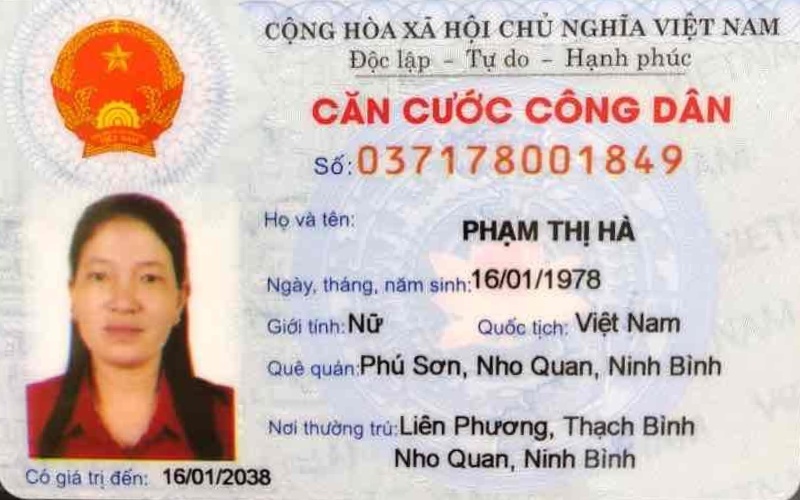 CỘNG HÒA XÃ HỘI CHỦ NGHĨA VIỆT NAM
Độc lập - Tự do - Hạnh phúc
CĂN CƯỚC CÔNG DÂN
Số: 037178001849
Họ và tên:
PHẠM THỊ HÀ
Ngày, tháng, năm sinh: 16/01/1978
Giới tính: Nữ Quốc tịch: Việt Nam
Quê quán: Phú Sơn, Nho Quan, Ninh Bình
Nơi thường trú: Liên Phương, Thạch Bình
Nho Quan, Ninh Bình
Có giá trị đến: 16/01/2038